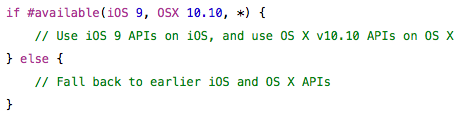 if #available(iOS 9, OSX 10.10, *) {
    // Use iOS 9 APIs on iOS, and use OS X v10.10 APIs on OS X
} else {
    // Fall back to earlier iOS and OS X APIs
}